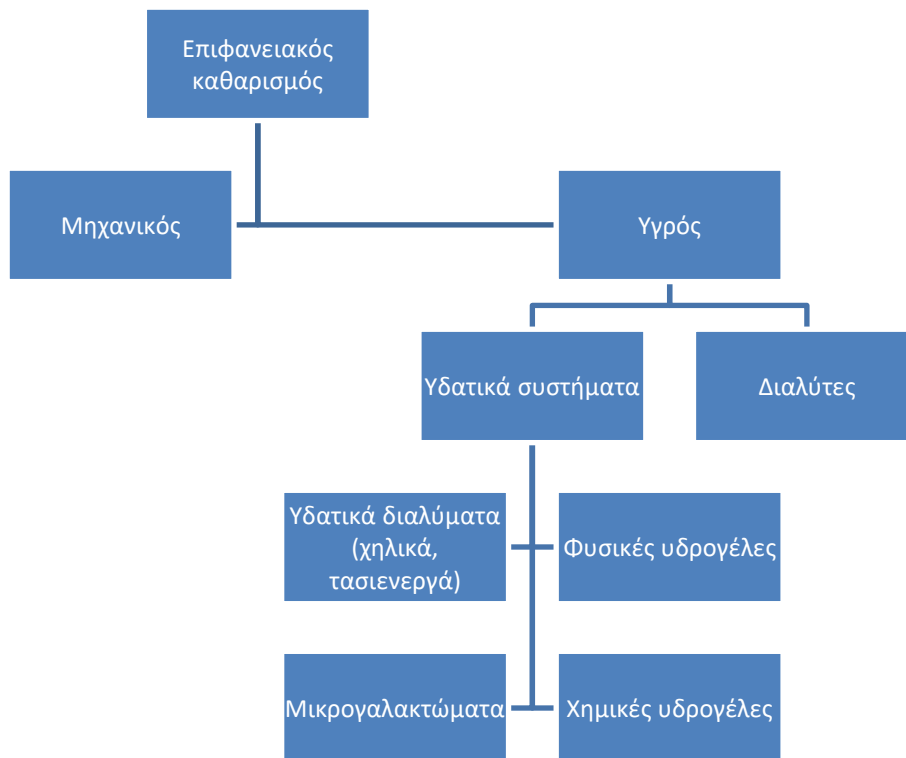 Επιφανειακός
καθαρισμός
Μηχανικός
Υγρός
Υδατικά συστήματα
Διαλύτες
Υδατικά διαλύματα
(χηλικά,
τασιενεργά)
Φυσικές υδρογέλες
Μικρογαλακτώματα
Χημικές υδρογέλες